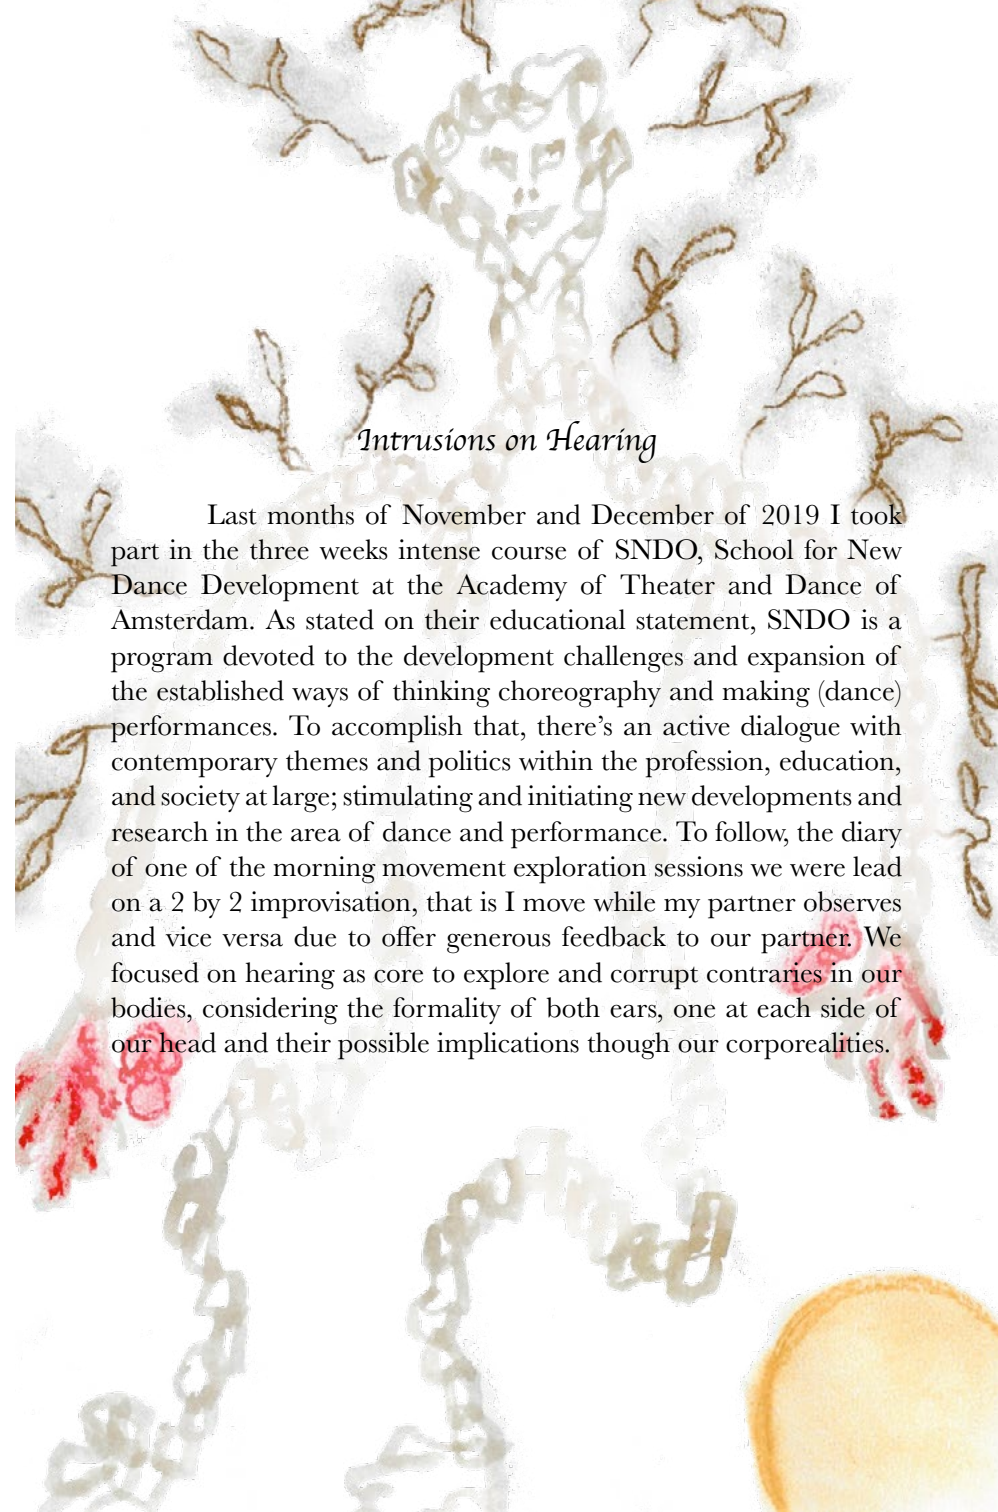 Intrusions on Hearing
Last months of November and December of 2019 I took
part in the three weeks intense course of SNDO, School for New
Dance Development at the Academy of Theater and Dance of
Amsterdam. As stated on their educational statement, SNDO is a
program devoted to the development challenges and expansion of
the established ways of thinking choreography and making (dance)
performances. To accomplish that, there’s an active dialogue with
contemporary themes and politics within the profession, education,
and society at large; stimulating and initiating new developments and
research in the area of dance and performance. To follow, the diary
of one of the morning movement exploration sessions we were lead
on a 2 by 2 improvisation, that is I move while my partner observes
and vice versa due to offer generous feedback to our partner. We
focused on hearing as core to explore and corrupt contraries in our
bodies, considering the formality of both ears, one at each side of
our head and their possible implications though our corporealities.